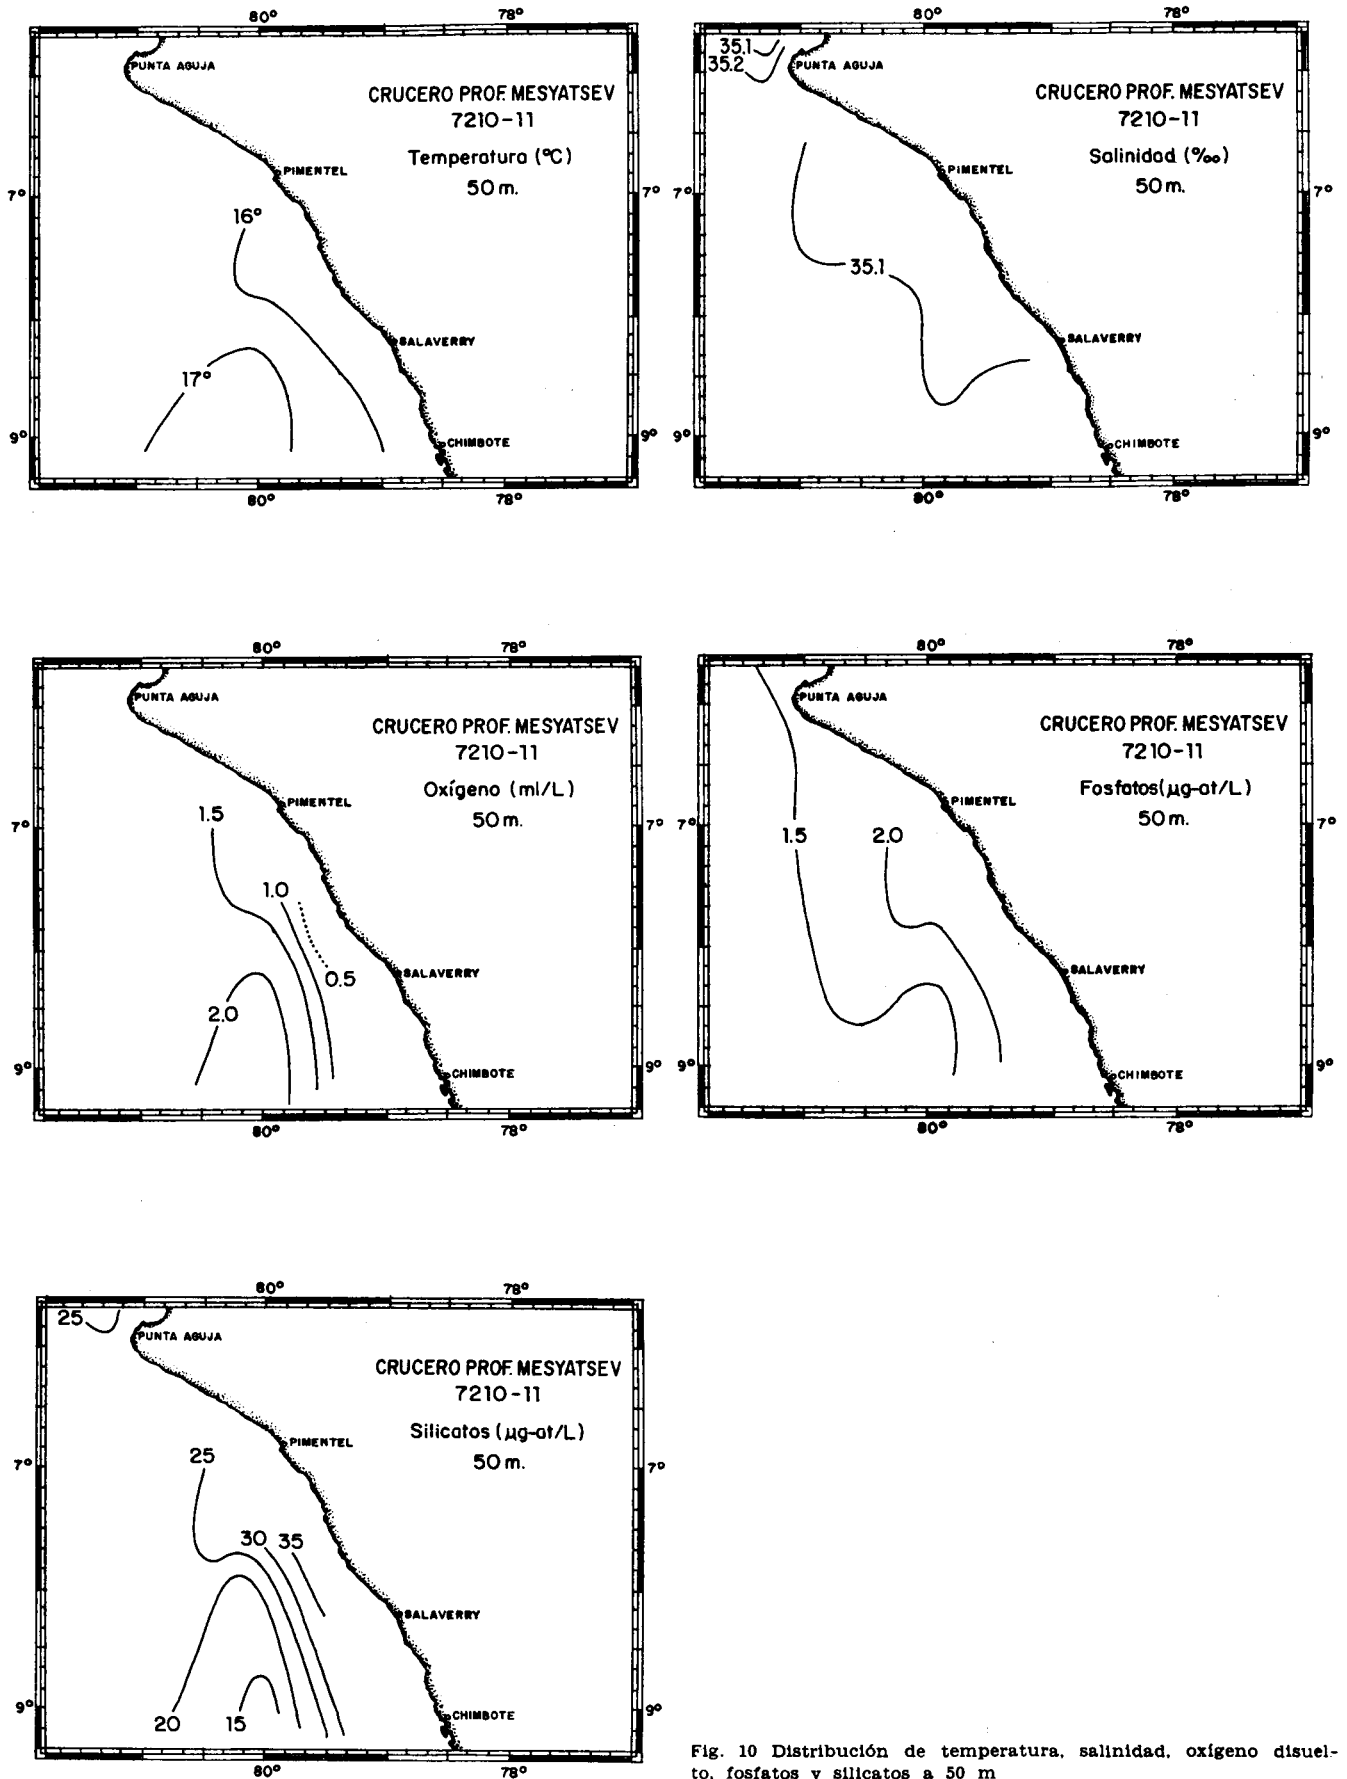 80°
78°
PUNTA AGUJA
CRUCERO PROF. MESYATSEV
7210-11
Temperatura (°C)
50 m.
PIMENTEL
7°
7°
16°
SALAVERRY
17°
9°
9°
CHIMBOTE
80°
78°
80°
78°
35.1
35.2
PUNTA AGUJA
CRUCERO PROF. MESYATSEV
7210-11
Salinidad (‰)
50 m.
PIMENTEL
7°
7°
35.1
SALAVERRY
9°
9°
CHIMBOTE
80°
78°
80°
78°
PUNTA AGUJA
CRUCERO PROF. MESYATSEV
7210-11
Oxígeno (ml/L)
50 m.
PIMENTEL
7°
7°
1.5
1.0
0.5
SALAVERRY
2.0
9°
9°
CHIMBOTE
80°
78°
80°
78°
PUNTA AGUJA
CRUCERO PROF. MESYATSEV
7210-11
Fosfatos(µg-at/L)
50 m.
PIMENTEL
7°
7°
1.5
2.0
SALAVERRY
9°
9°
CHIMBOTE
80°
78°
80°
78°
25
PUNTA AGUJA
CRUCERO PROF. MESYATSEV
7210-11
Silicatos (µg-at/L)
50 m.
PIMENTEL
7°
7°
25
30
35
SALAVERRY
20
15
9°
9°
CHIMBOTE
80°
78°
Fig. 10 Distribución de temperatura, salinidad, oxígeno disuel-
to, fosfatos y silicatos a 50 m